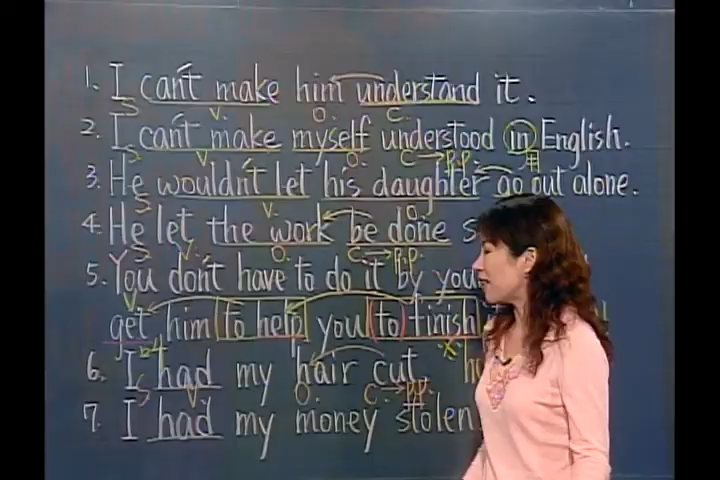 1. I can't make him understand it.
S V. O. C.
2. I can't make myself understood in English.
S V O. C → p.p. 用
3. He wouldn't let his daughter go out alone.
S V. O.
4. He let the work be done
S V. O. C → p.p.
5. You don't have to do it by
V.
get him (to help) you (to) finish
6. I had my hair cut.
S V O. C. → p.p.
7. I had my money stolen